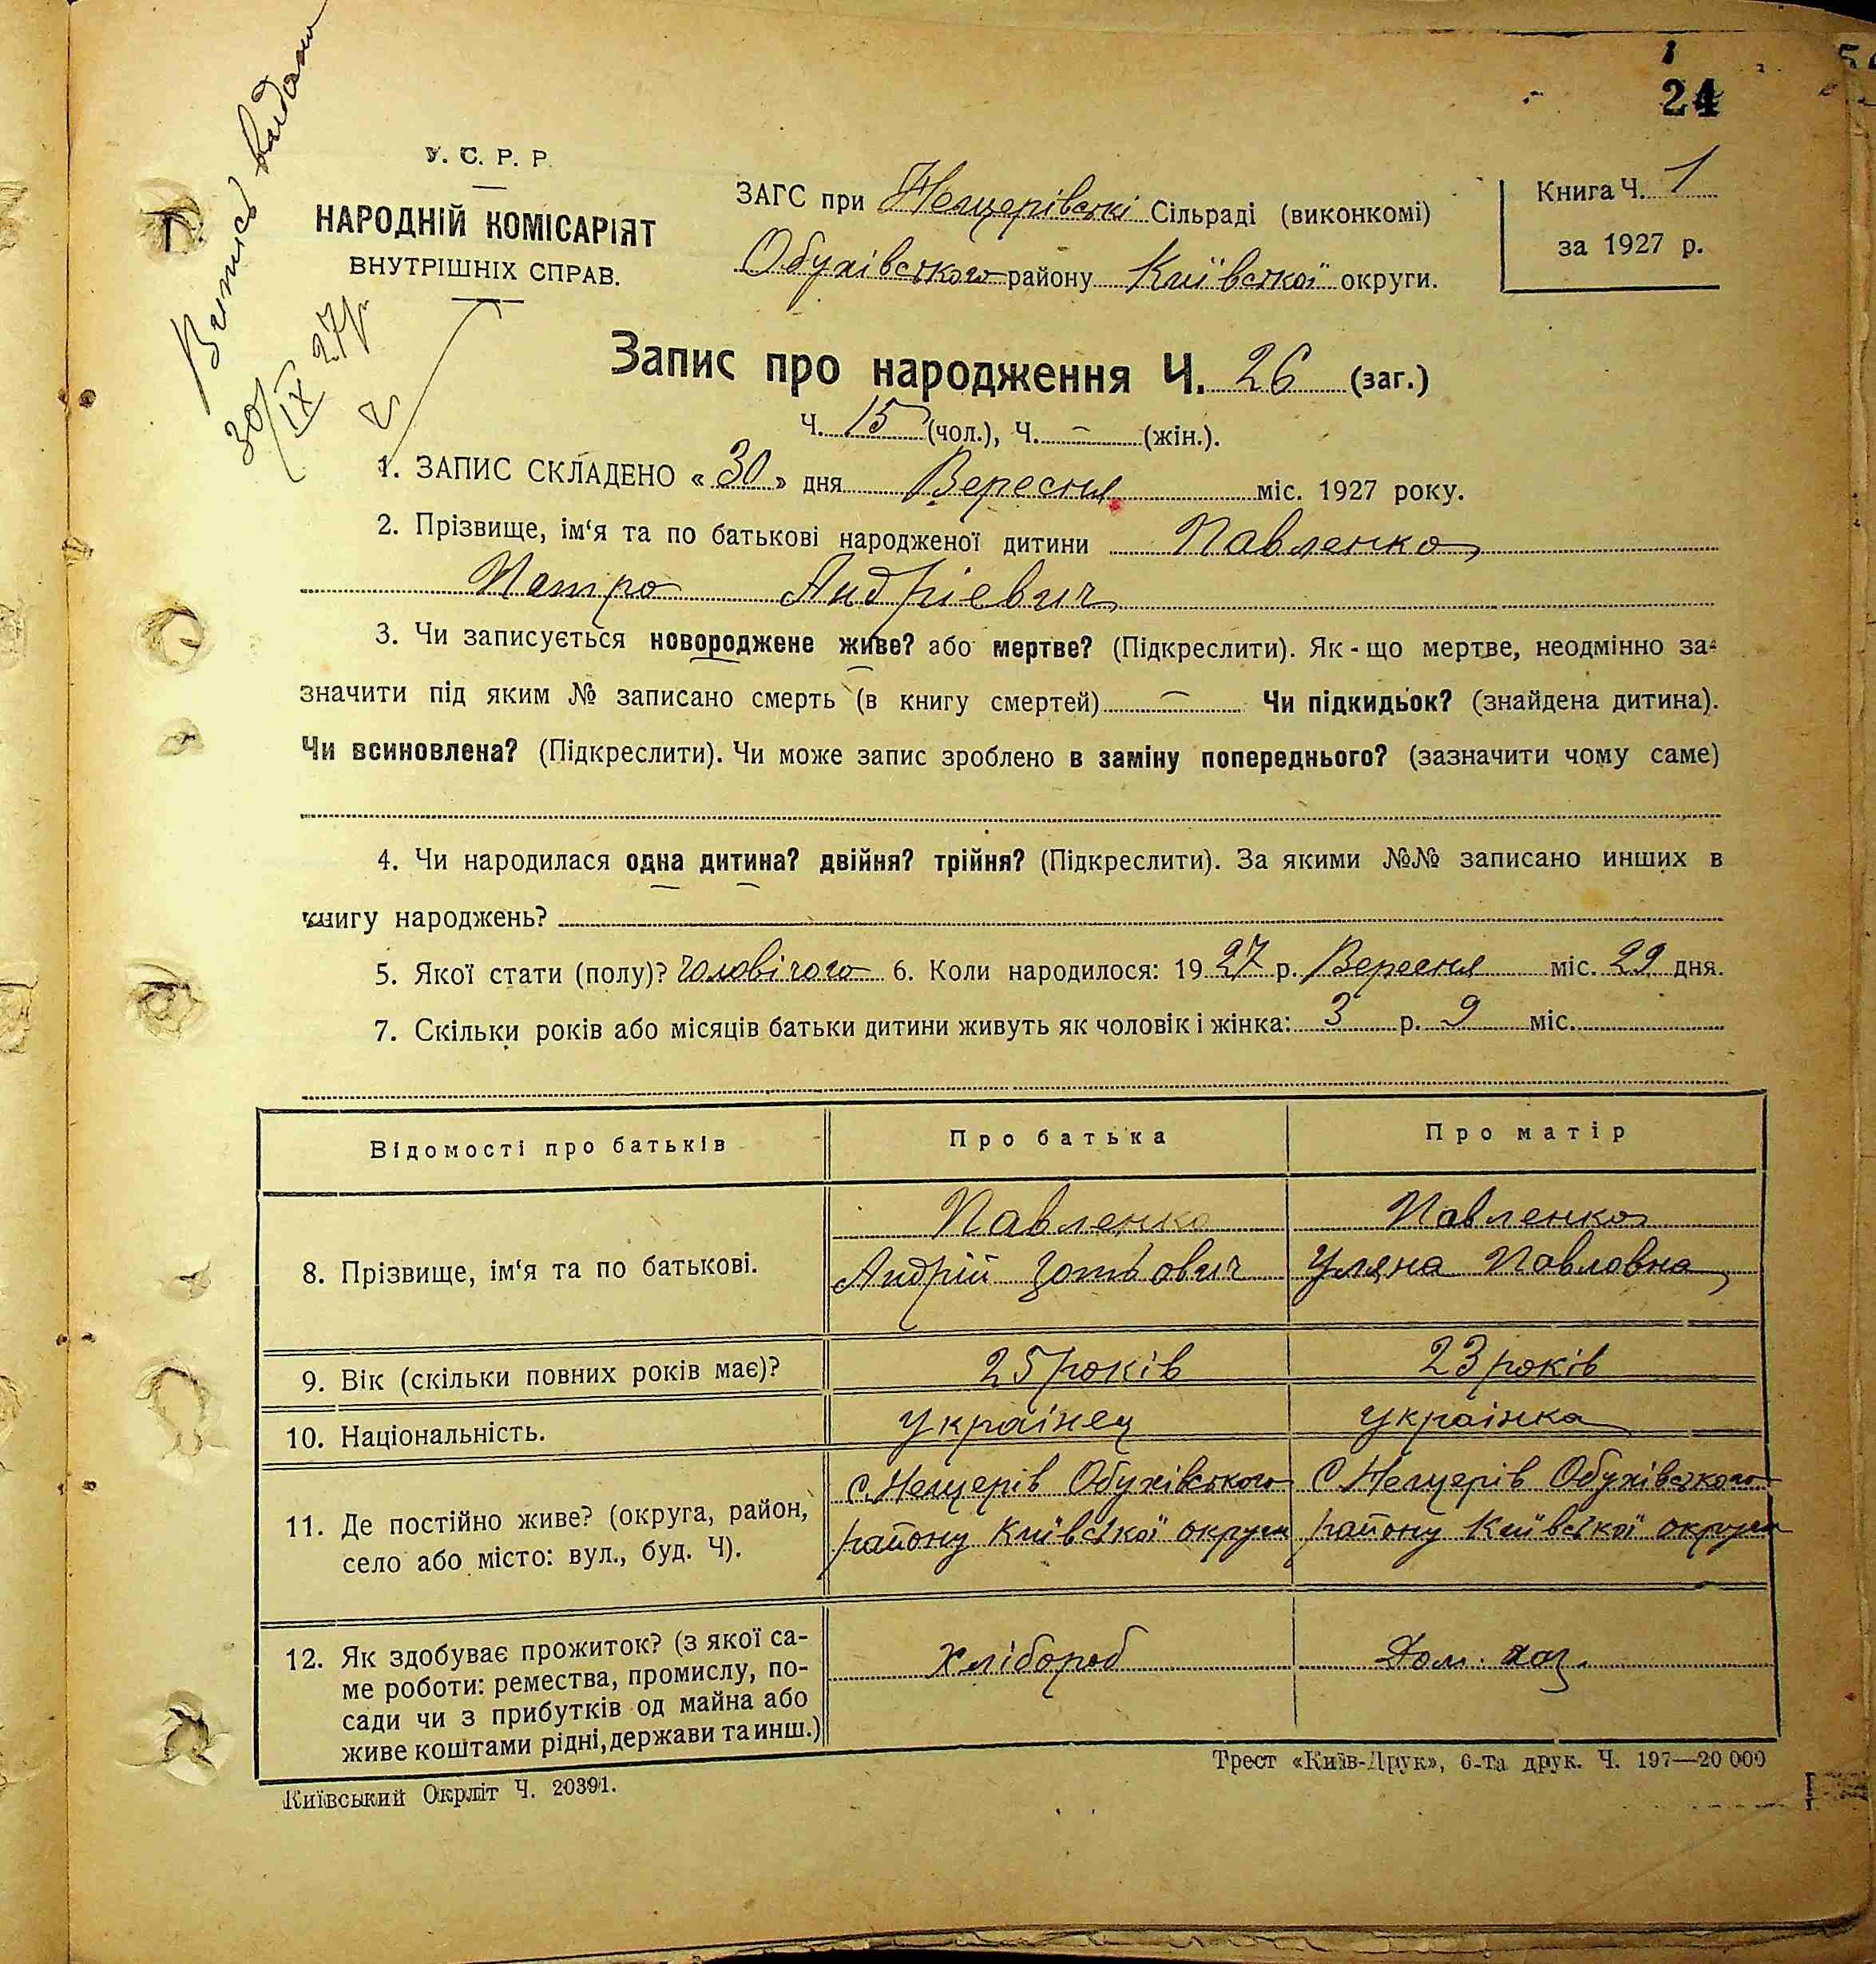 24
Випись видано
30/IX 27р
У. С. Р. Р.
НАРОДНІЙ КОМІСАРІЯТ
ВНУТРІШНІХ СПРАВ.
ЗАГС при Нещерівські Сільраді (виконкомі)
Обухівського району Київської округи.
Книга Ч. 1
за 1927 р.
Запис про народження Ч. 26 (заг.)
Ч. 15 (чол.), Ч. — (жін.).
1. ЗАПИС СКЛАДЕНО « 30 » дня Вересня міс. 1927 року.
2. Прізвище, ім‘я та по батькові народженої дитини Павленко
Петро Андріевич
3. Чи записується новороджене живе? або мертве? (Підкреслити). Як-що мертве, неодмінно за-
значити під яким № записано смерть (в книгу смертей) — Чи підкидьок? (знайдена дитина).
Чи всиновлена? (Підкреслити). Чи може запис зроблено в заміну попереднього? (зазначити чому саме)
4. Чи народилася одна дитина? двійня? трійня? (Підкреслити). За якими №№ записано инших в
книгу народжень?
5. Якої стати (полу)? чоловічого 6. Коли народилося: 1927 р. Вересня міс. 29 дня.
7. Скільки років або місяців батьки дитини живуть як чоловік і жінка: 3 р. 9 міс.
Відомості про батьків Про батька Про матір
Павленко Павленко
8. Прізвище, ім‘я та по батькові. Андрій Зотьович Уляна Павловна
9. Вік (скільки повних років має)? 25 років 23 років
10. Національність. Українец Українка
с. Нещерів Обухівського с Нещерів Обухівского
11. Де постійно живе? (округа, район, району Київської округи району Київської округи
село або місто: вул., буд. Ч).
12. Як здобуває прожиток? (з якої са- хлібороб Дом. хаз.
ме роботи: ремества, промислу, по-
сади чи з прибутків од майна або
живе коштами рідні, держави та инш.)
Київський Окрліт Ч. 20391.
Трест «Київ-Друк», 6-та друк. Ч. 197—20 000